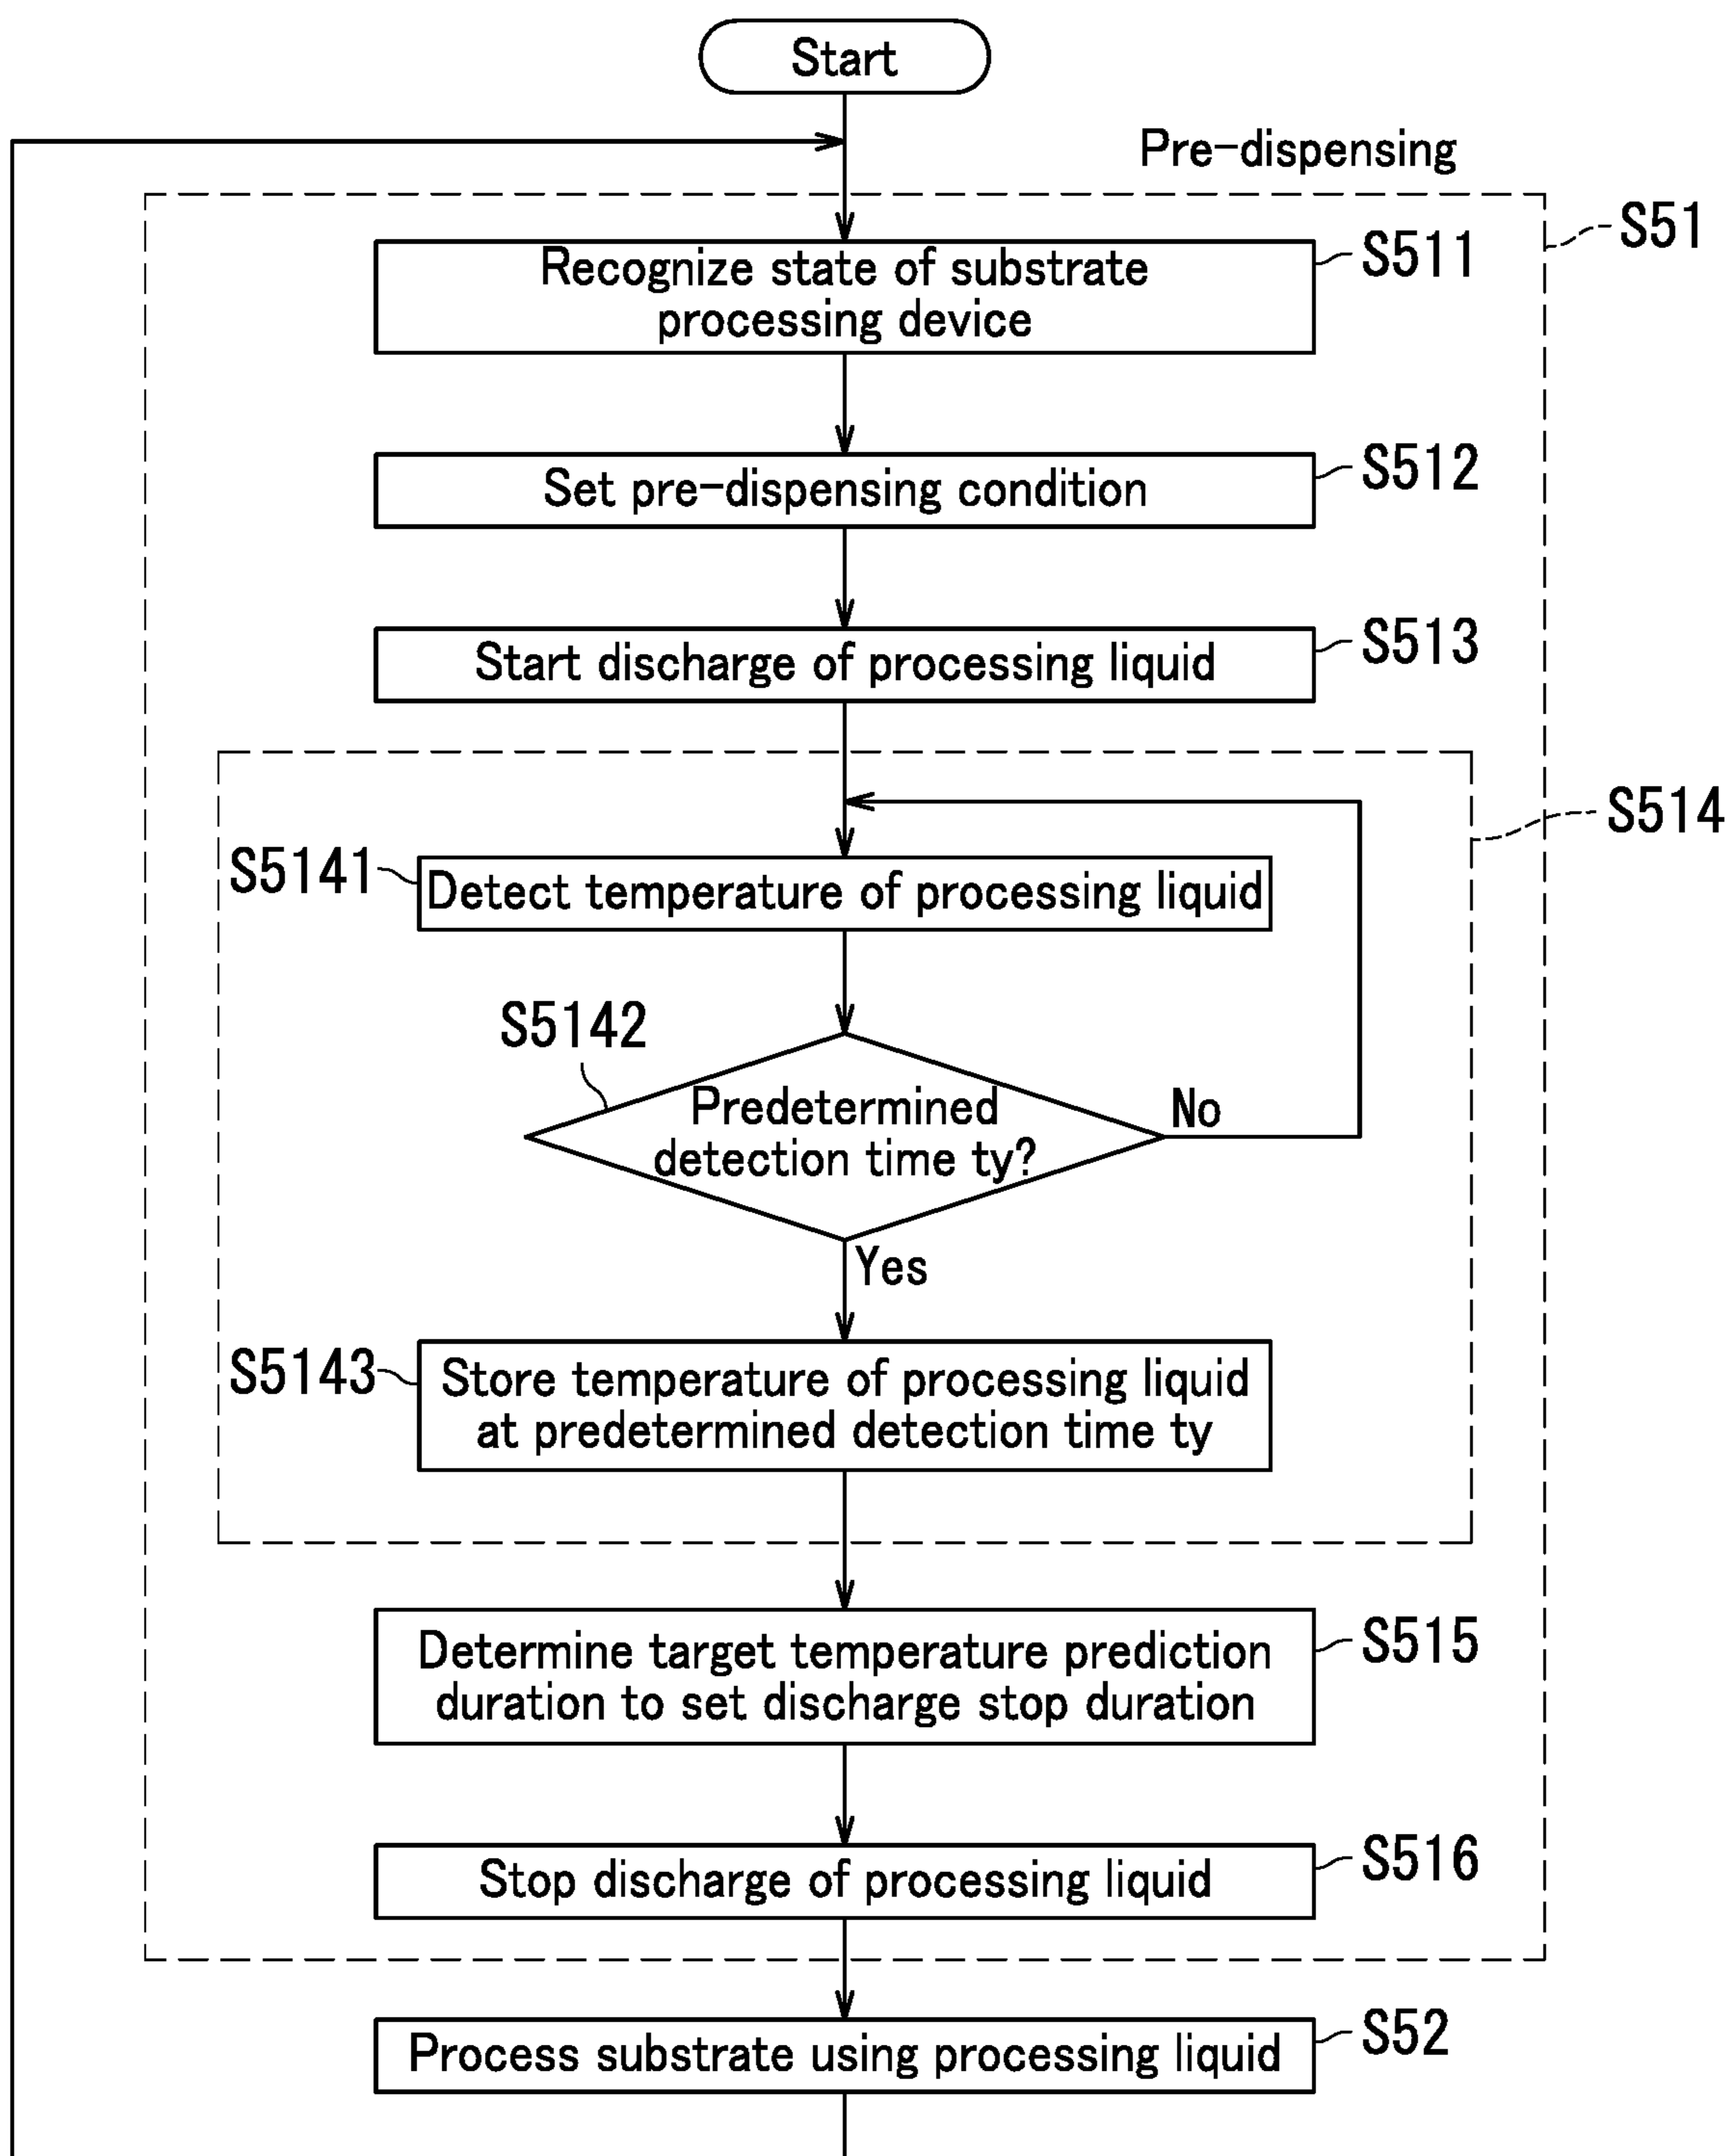 Start
Pre-dispensing
S51
Recognize state of substrate
processing device
S511
Set pre-dispensing condition
S512
Start discharge of processing liquid
S513
S514
S5141
Detect temperature of processing liquid
S5142
Predetermined
detection time ty?
No
Yes
S5143
Store temperature of processing liquid
at predetermined detection time ty
Determine target temperature prediction
duration to set discharge stop duration
S515
Stop discharge of processing liquid
S516
Process substrate using processing liquid
S52